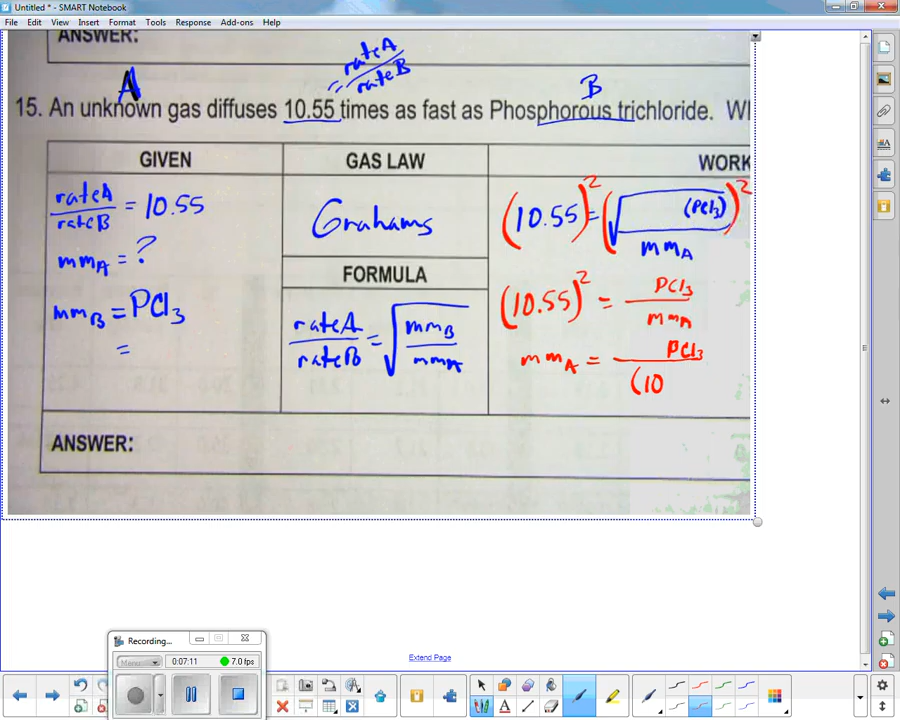 Untitled * - SMART Notebook
File Edit View Insert Format Tools Response Add-ons Help
ANSWER:
= rateA
rateB
A
B
15. An unknown gas diffuses 10.55 times as fast as Phosphorous trichloride. Wl
GIVEN
GAS LAW
WORK
rateA
rateB = 10.55
mmA = ?
mmB = PCl3
=
Grahams
FORMULA
rateA
rateB = √ mmB
mmA
(10.55)2 = (√ (PCl3)
mmA )2
(10.55)2 = PCl3
mmA
mmA = PCl3
(10
ANSWER:
Extend Page
Recording...
Menu
0:07:11 7.0 fps